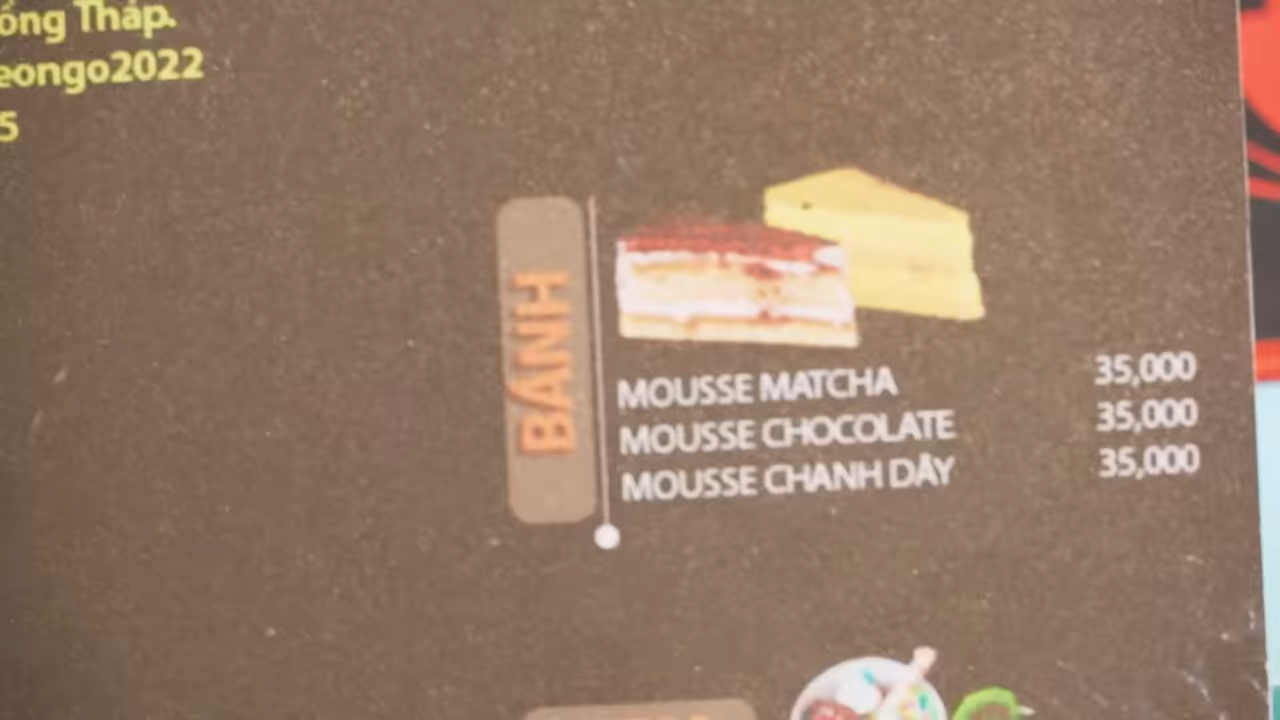 ồng Tháp.
eongo2022
5
BÁNH
MOUSSE MATCHA 35,000
MOUSSE CHOCOLATE 35,000
MOUSSE CHANH DÂY 35,000